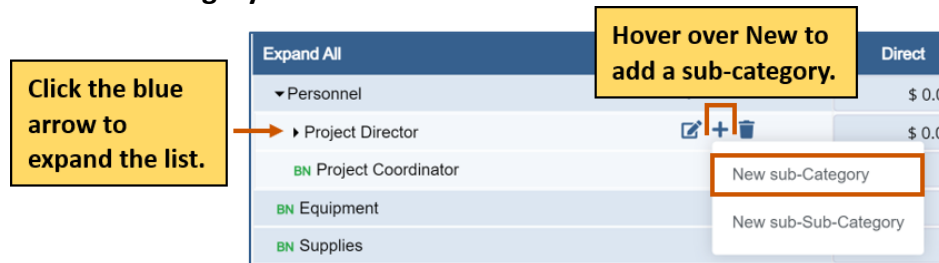 Hover over New to
add a sub-category.
Expand All
Direct
Click the blue
arrow to
expand the list.
Personnel
$ 0.0
Project Director
$ 0.0
BN Project Coordinator
New sub-Category
BN Equipment
New sub-Sub-Category
BN Supplies